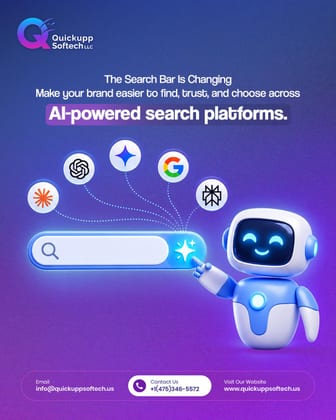 Quickupp
Softech LLC
The Search Bar Is Changing
Make your brand easier to find, trust, and choose across
AI-powered search platforms.
Email
info@quickuppsoftech.us
Contact Us
+1(475)348-5572
Visit Our Website
www.quickuppsoftech.us